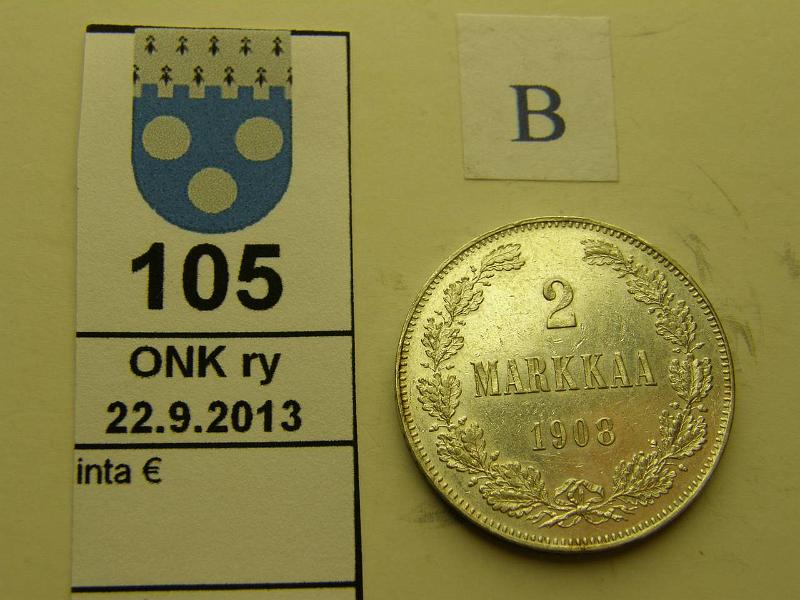 105
ONK ry
22.9.2013
inta €
B
2
MARKKAA
1908